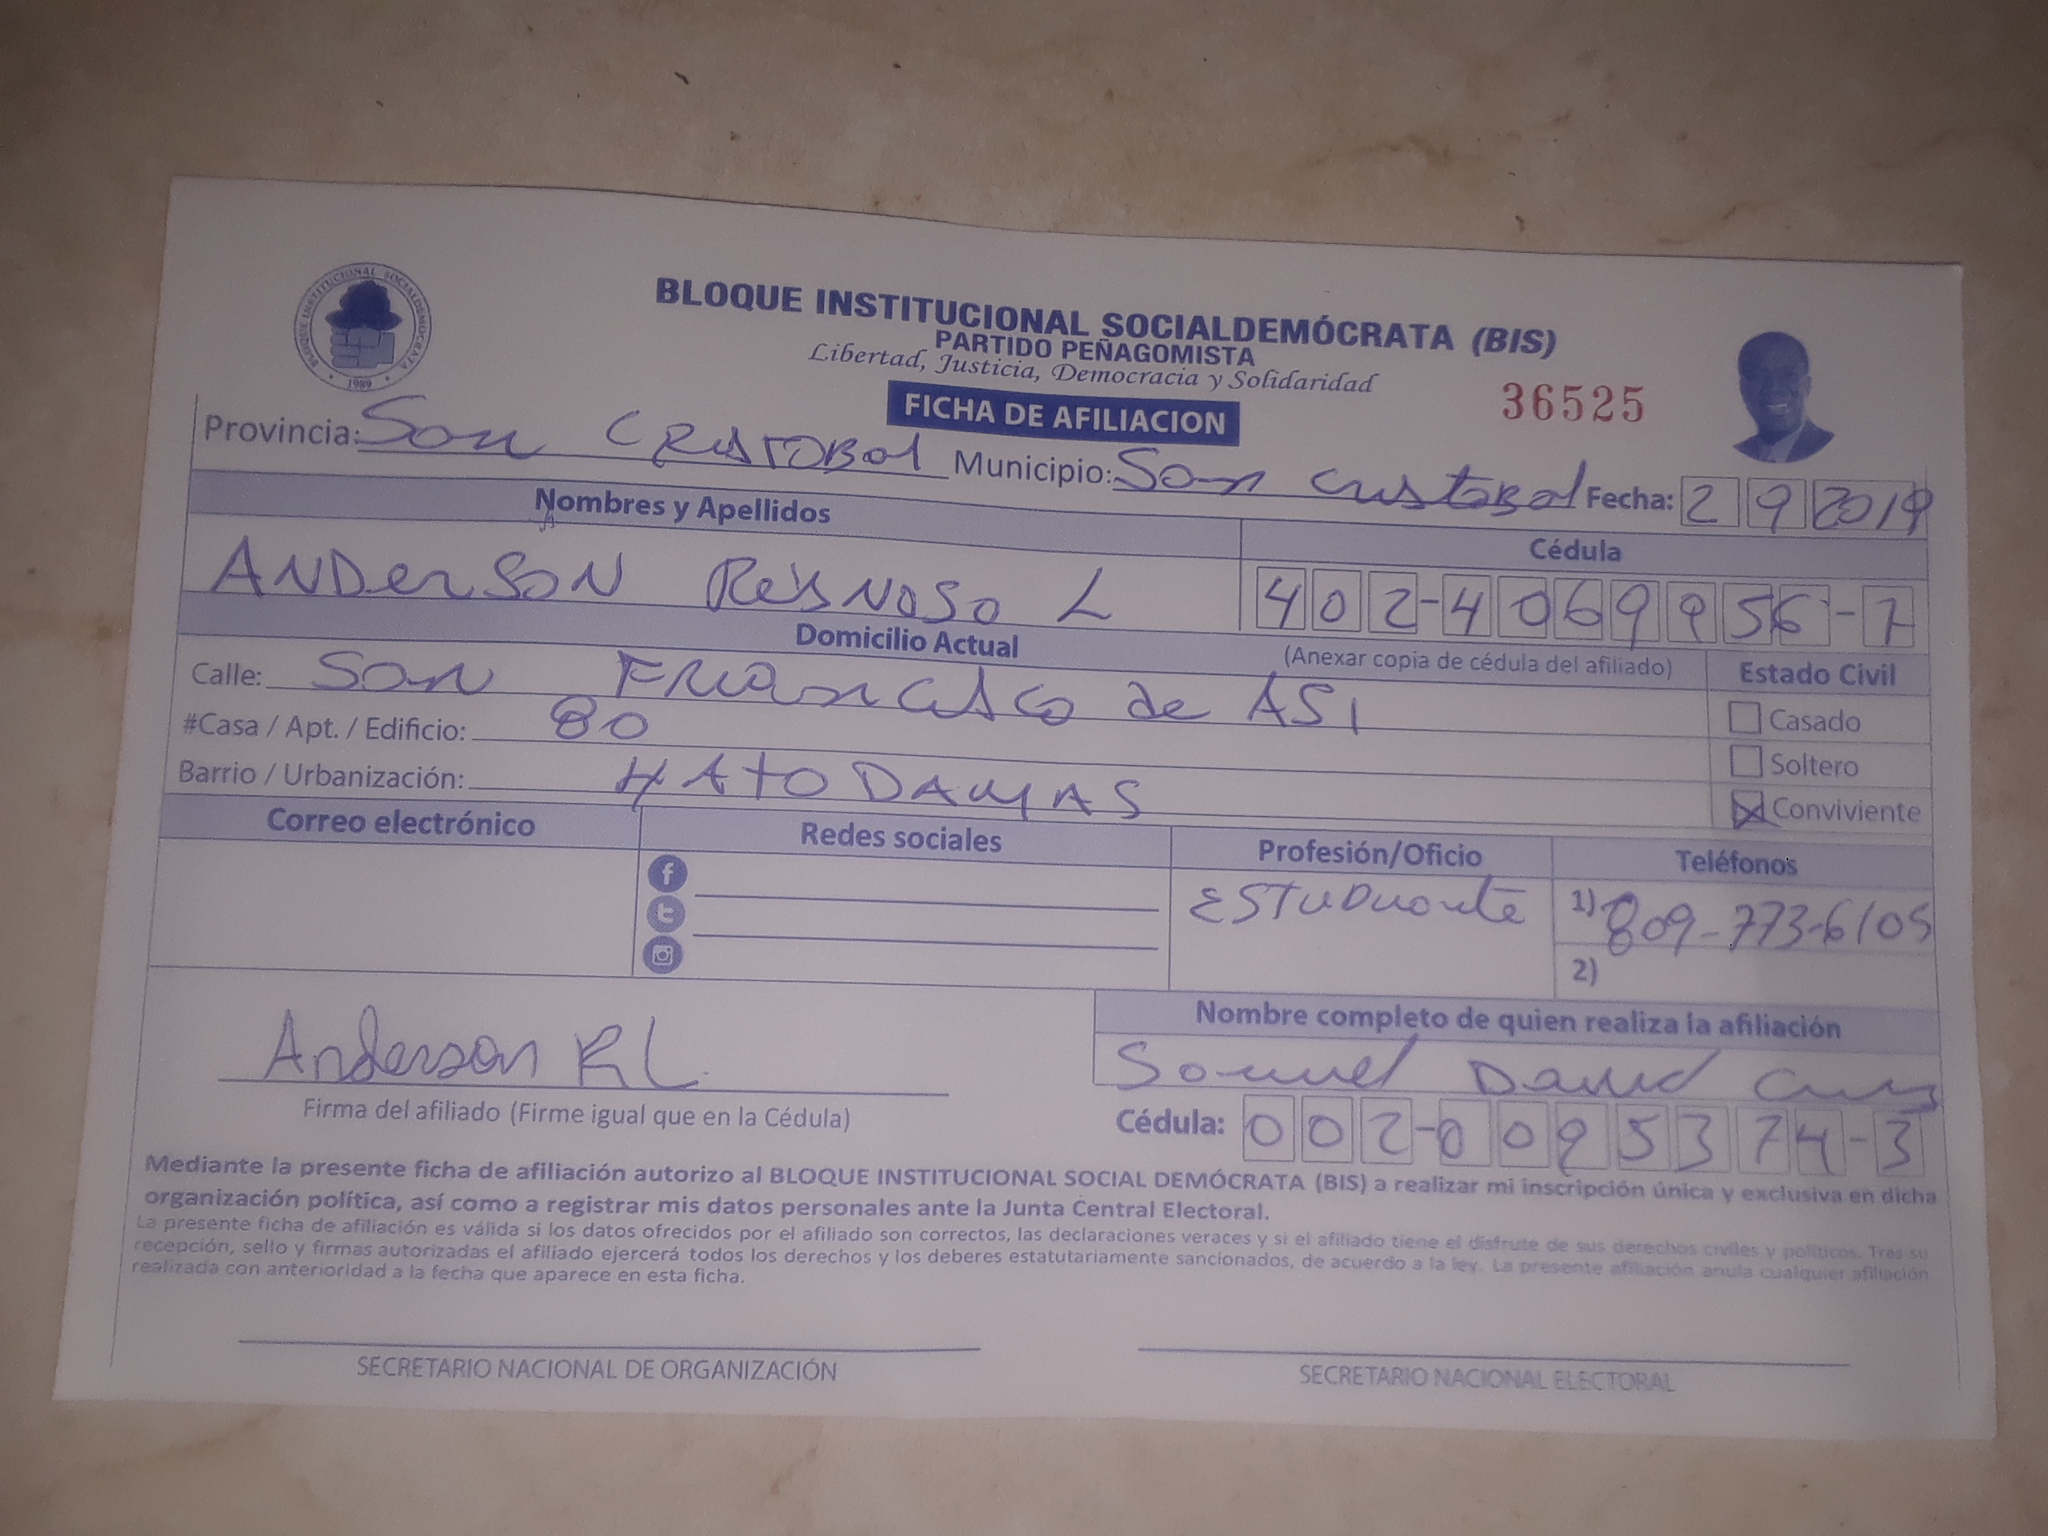 BLOQUE INSTITUCIONAL SOCIALDEMÓCRATA
1989
BLOQUE INSTITUCIONAL SOCIALDEMÓCRATA (BIS)
PARTIDO PEÑAGOMISTA
Libertad, Justicia, Democracia y Solidaridad
FICHA DE AFILIACION
36525
Provincia: San CRISTOBal Municipio: San CristoBal Fecha: 2 9 2019
Nombres y Apellidos
Cédula
ANDerSON ReYNOSO L
402-4069956-7
Domicilio Actual
(Anexar copia de cédula del afiliado)
Estado Civil
Calle: San FRancisco de ASI
Casado
#Casa / Apt. / Edificio: 80
Soltero
Barrio / Urbanización: HATO DAMAS
Conviviente
Correo electrónico
Redes sociales
Profesión/Oficio
Teléfonos
ESTUDiante
1) 809-773-6105
2)
Nombre completo de quien realiza la afiliación
Anderson RL
Samuel David
Firma del afiliado (Firme igual que en la Cédula)
Cédula: 002-0095374-3
Mediante la presente ficha de afiliación autorizo al BLOQUE INSTITUCIONAL SOCIAL DEMÓCRATA (BIS) a realizar mi inscripción única y exclusiva en dicha
organización política, así como a registrar mis datos personales ante la Junta Central Electoral.
La presente ficha de afiliación es válida si los datos ofrecidos por el afiliado son correctos, las declaraciones veraces y si el afiliado tiene el disfrute de sus derechos civiles y políticos. Tras su
recepción, sello y firmas autorizadas el afiliado ejercerá todos los derechos y los deberes estatutariamente sancionados, de acuerdo a la ley. La presente afiliación anula cualquier afiliación
realizada con anterioridad a la fecha que aparece en esta ficha.
SECRETARIO NACIONAL DE ORGANIZACIÓN
SECRETARIO NACIONAL ELECTORAL